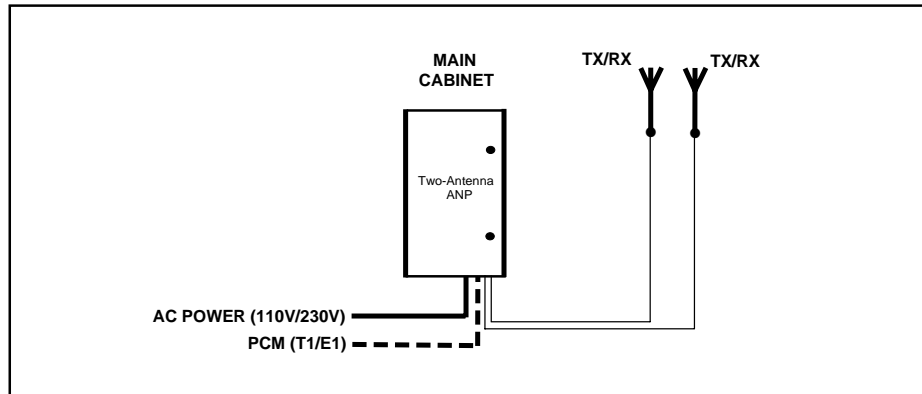 MAIN
CABINET
TX/RX
TX/RX
Two-Antenna
ANP
AC POWER (110V/230V)
PCM (T1/E1)